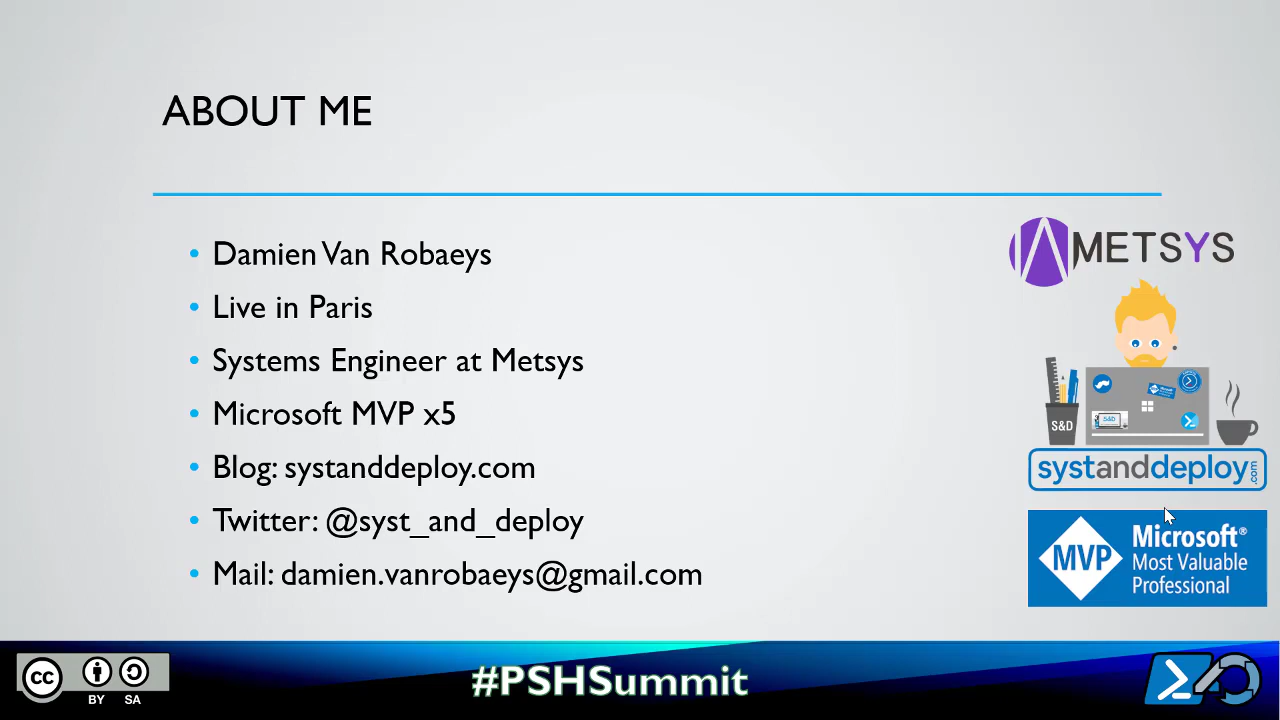 ABOUT ME
Damien Van Robaeys
Live in Paris
Systems Engineer at Metsys
Microsoft MVP x5
Blog: systanddeploy.com
Twitter: @syst_and_deploy
Mail: damien.vanrobaeys@gmail.com
METSYS
S&D
S&D
systanddeploy.com
MVP
Microsoft®
Most Valuable
Professional
cc
BY SA
#PSHSummit